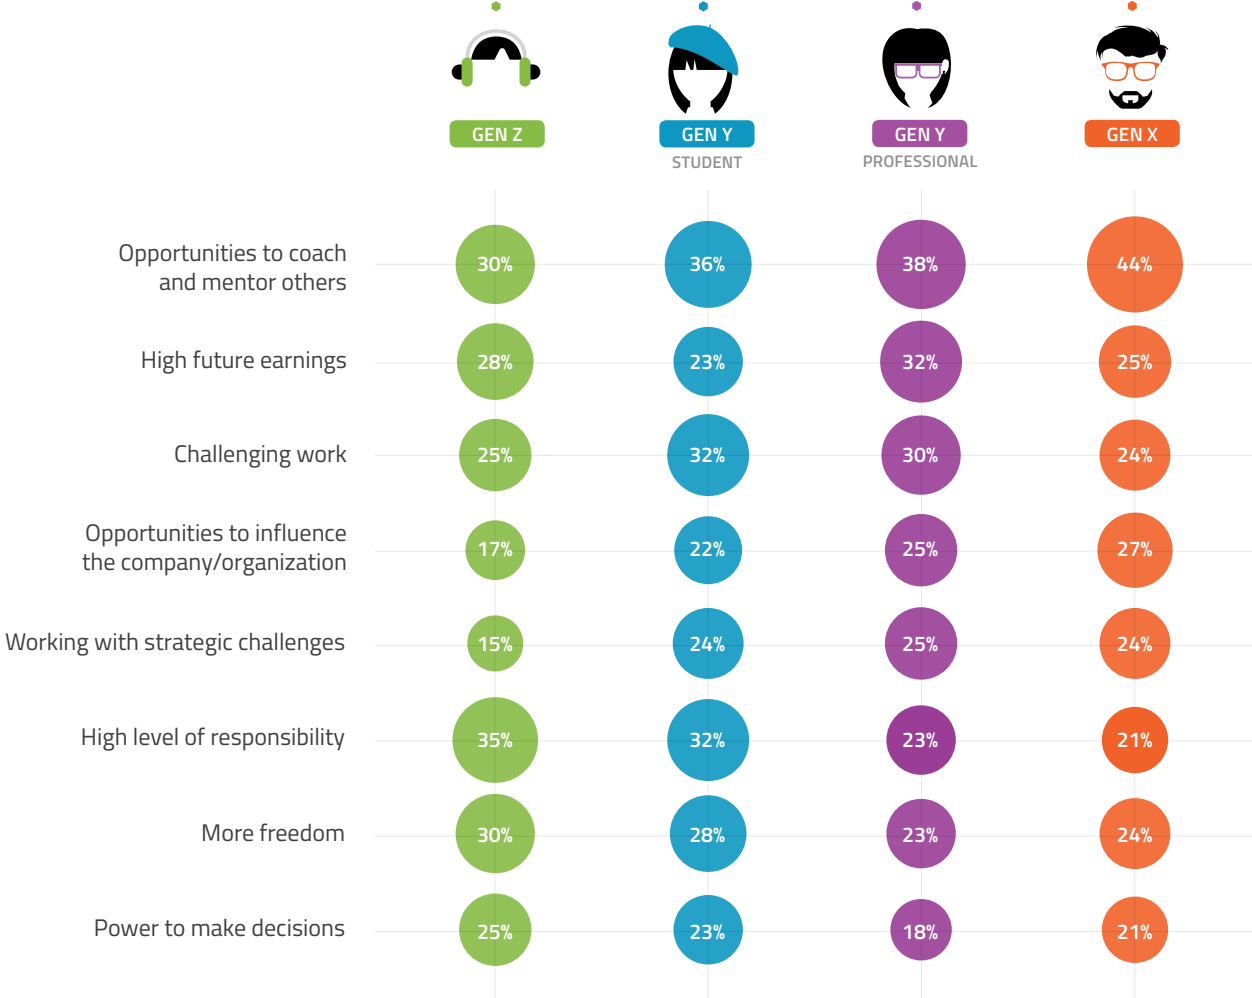 GEN Z
GEN Y
GEN Y
GEN X
STUDENT
PROFESSIONAL
Opportunities to coach
and mentor others
30%
36%
38%
44%
High future earnings
28%
23%
32%
25%
Challenging work
25%
32%
30%
24%
Opportunities to influence
the company/organization
17%
22%
25%
27%
Working with strategic challenges
15%
24%
25%
24%
High level of responsibility
35%
32%
23%
21%
More freedom
30%
28%
23%
24%
Power to make decisions
25%
23%
18%
21%